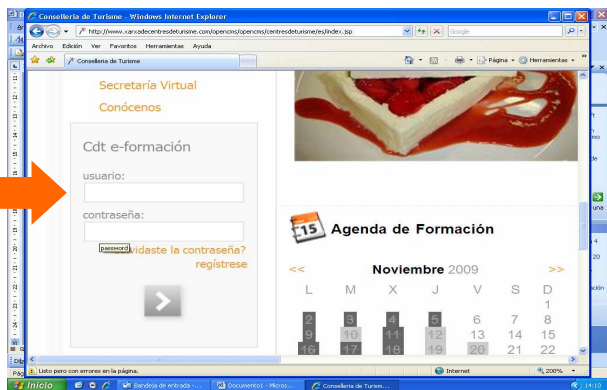 Conselleria de Turisme - Windows Internet Explorer
http://www.xarxadecentresdeturisme.com/opencms/opencms/centresdeturisme/es/index.jsp
Google
Archivo Edición Ver Favoritos Herramientas Ayuda
Conselleria de Turisme
Página Herramientas
Secretaría Virtual
Conócenos
Cdt e-formación
usuario:
contraseña:
password
vidaste la contraseña?
regístrese
15 Agenda de Formación
<< Noviembre 2009 >>
L M X J V S D
1
2 3 4 5 6 7 8
9 10 11 12 13 14 15
16 17 18 19 20 21 22
Listo pero con errores en la página.
Internet
200%
Inicio
Bandeja de entrada -...
Documento1 - Micros...
Conselleria de Turism...
14:10